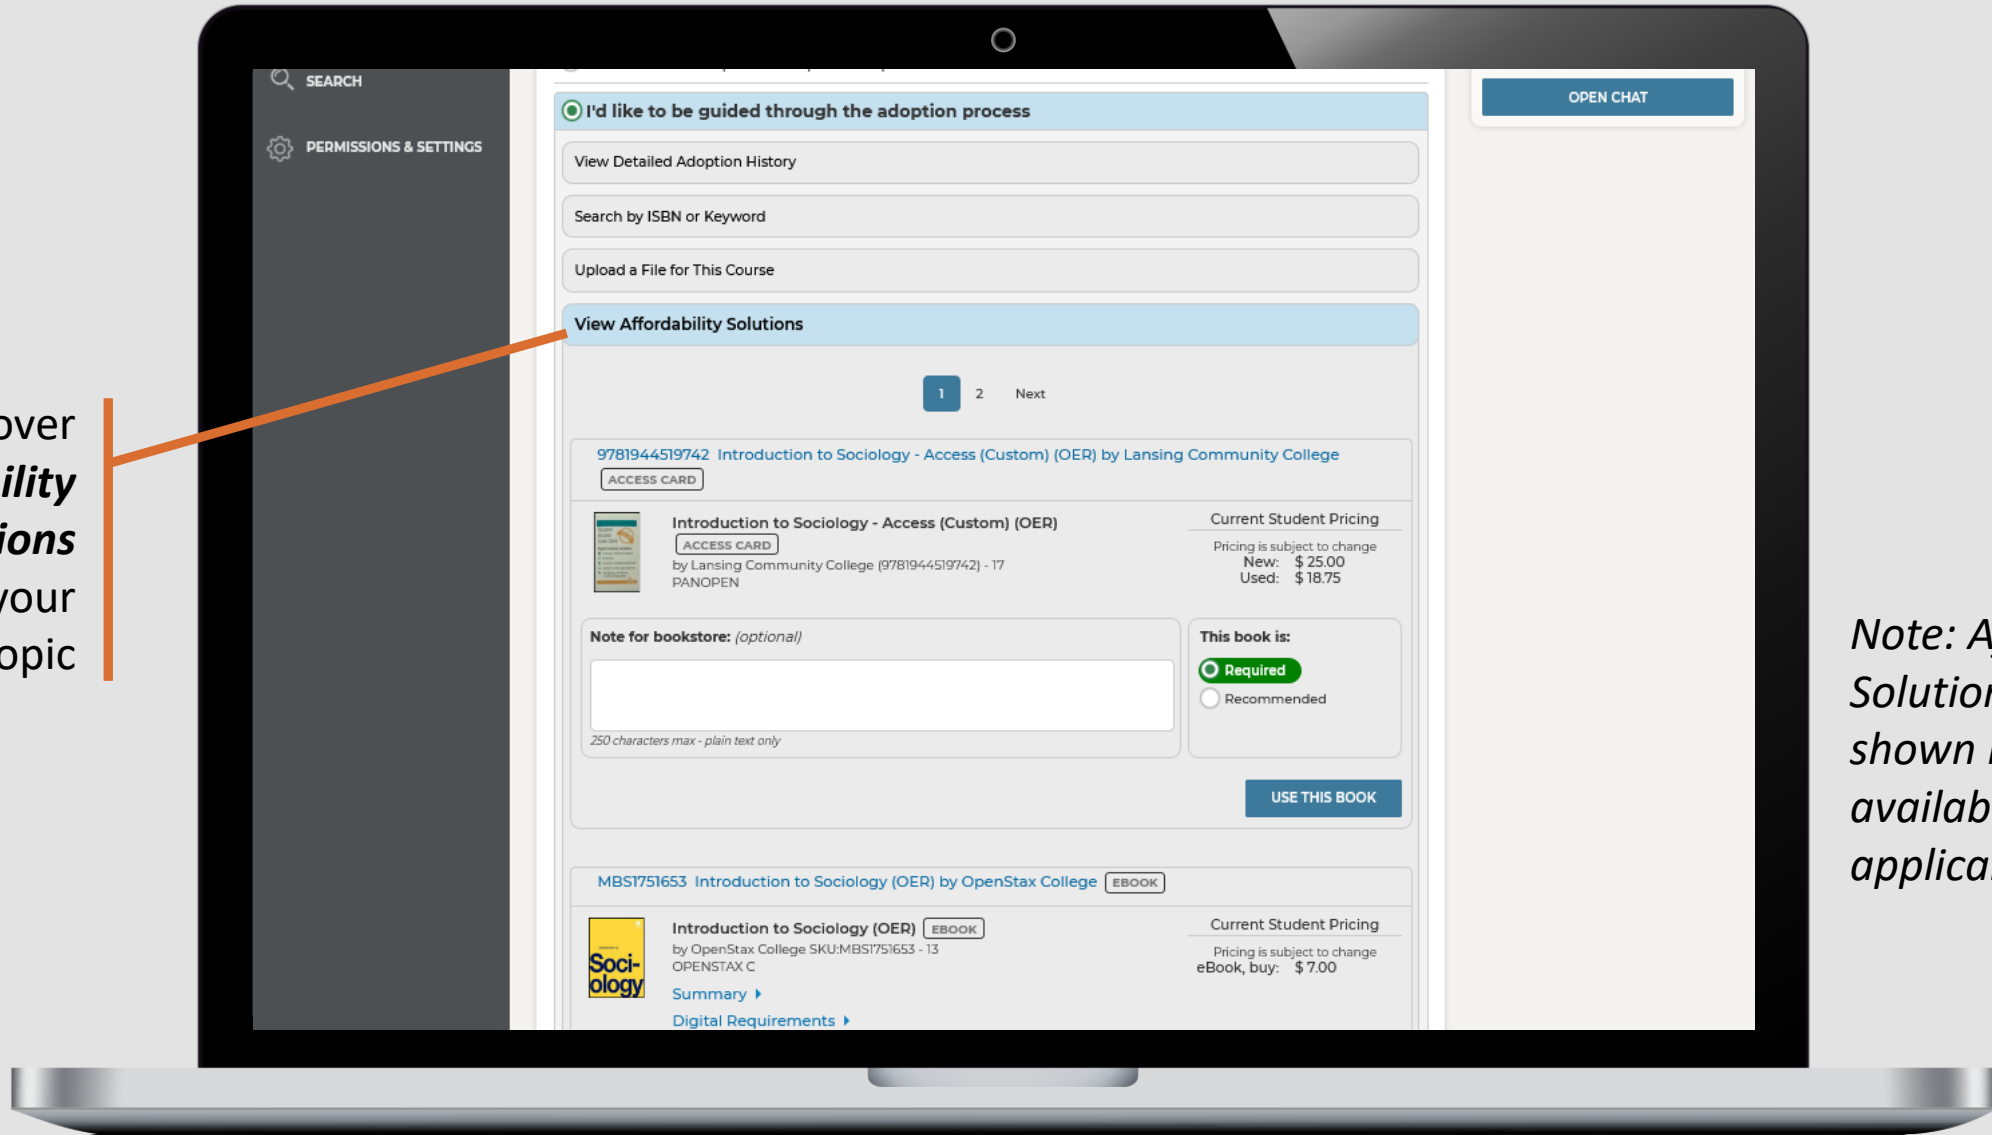 SEARCH
PERMISSIONS & SETTINGS
OPEN CHAT
I'd like to be guided through the adoption process
View Detailed Adoption History
Search by ISBN or Keyword
Upload a File for This Course
View Affordability Solutions
1 2 Next
9781944519742 Introduction to Sociology - Access (Custom) (OER) by Lansing Community College
ACCESS CARD
Introduction to Sociology - Access (Custom) (OER)
ACCESS CARD
by Lansing Community College (9781944519742) - 17
PANOPEN
Current Student Pricing
Pricing is subject to change
New: $ 25.00
Used: $ 18.75
Note for bookstore: (optional)
250 characters max - plain text only
This book is:
Required
Recommended
USE THIS BOOK
MBS1751653 Introduction to Sociology (OER) by OpenStax College EBOOK
Soci-
ology
Introduction to Sociology (OER) EBOOK
by OpenStax College SKU:MBS1751653 - 13
OPENSTAX C
Summary
Digital Requirements
Current Student Pricing
Pricing is subject to change
eBook, buy: $ 7.00
over
ility
ions
your
opic
Note: A
Solution
shown
availab
applica